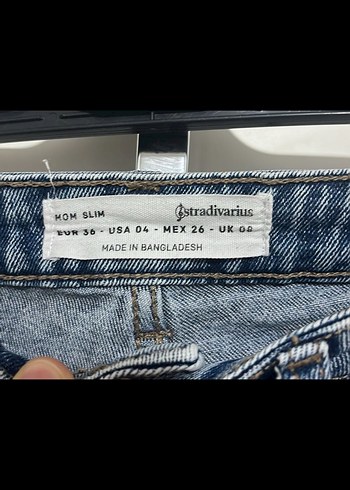 MOM SLIM stradivarius
EUR 36 - USA 04 - MEX 26 - UK 08
MADE IN BANGLADESH